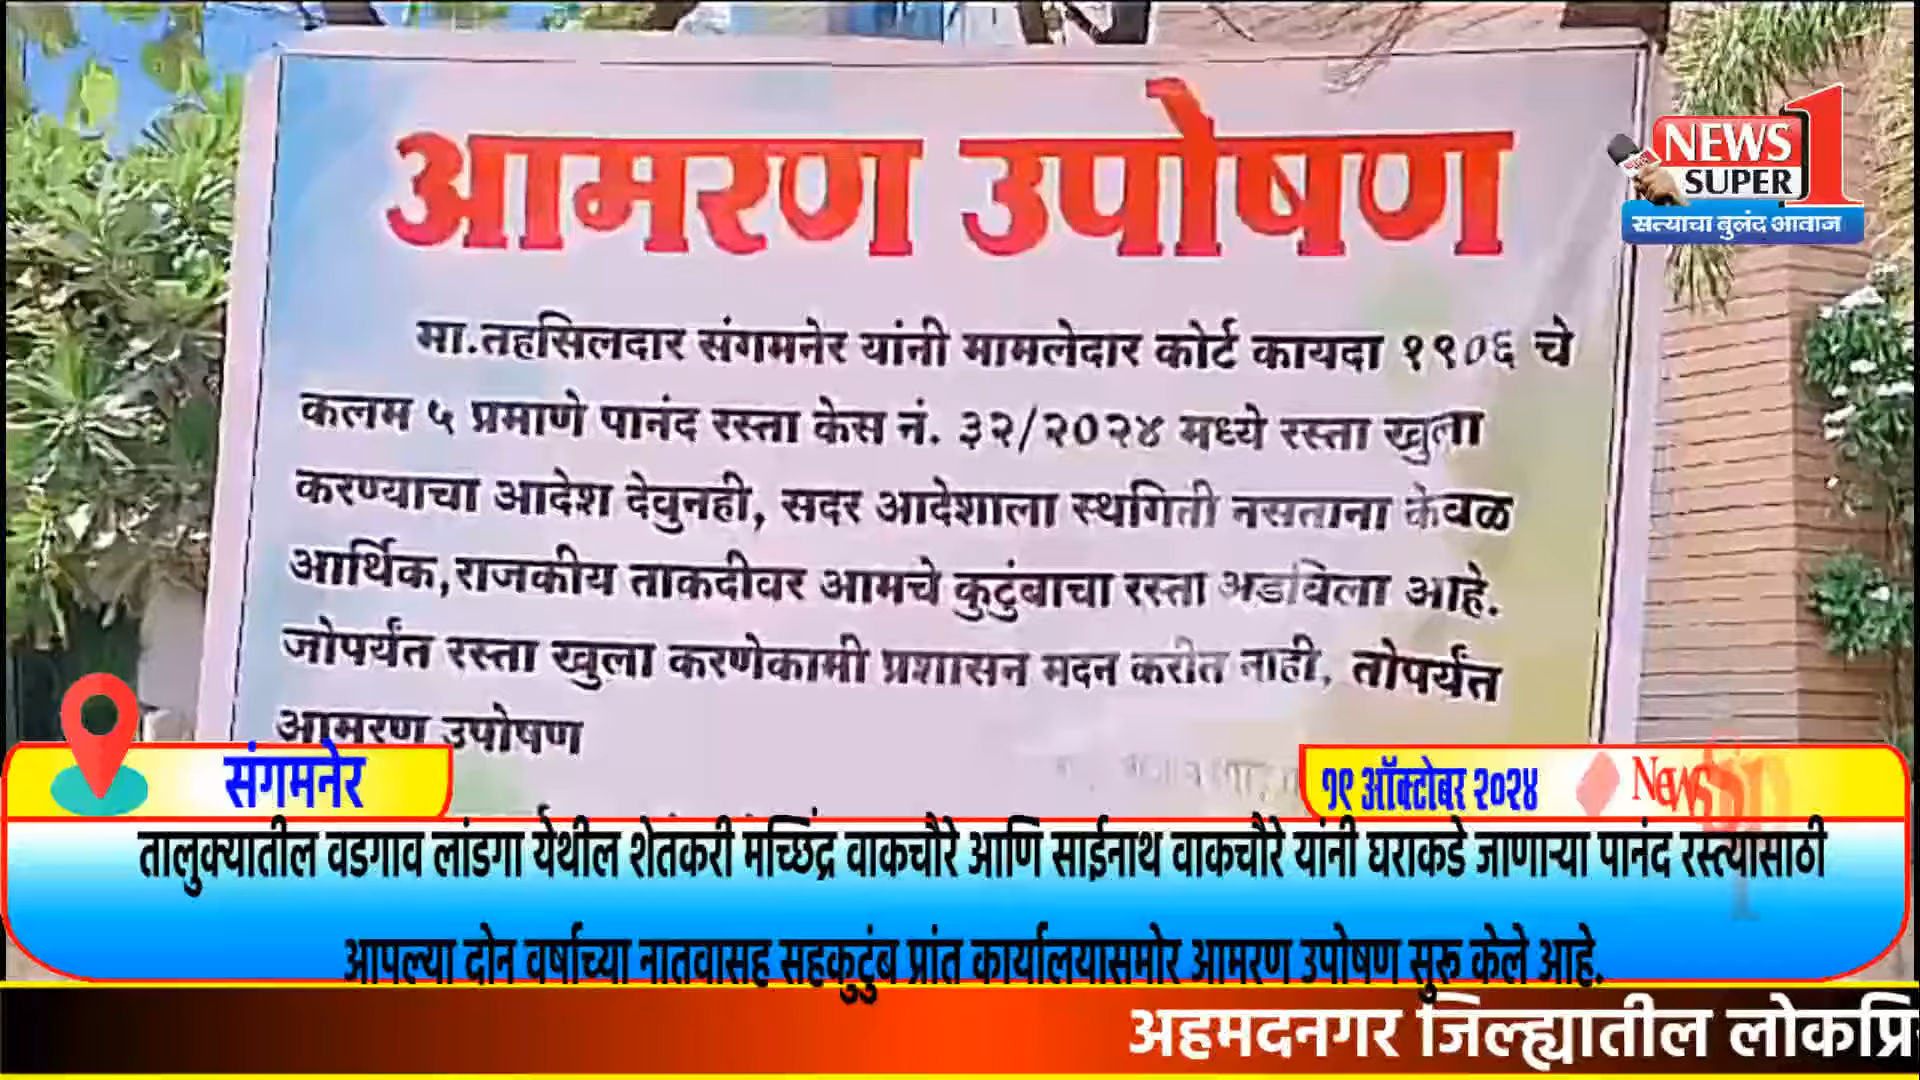 आमरण उपोषण
NEWS 1
SUPER
सत्याचा बुलंद आवाज
मा.तहसिलदार संगमनेर यांनी मामलेदार कोर्ट कायदा १९०६ चे
कलम ५ प्रमाणे पानंद रस्ता केस नं. ३२/२०२४ मध्ये रस्ता खुला
करण्याचा आदेश देवुनही, सदर आदेशाला स्थगिती नसताना केवळ
आर्थिक,राजकीय ताकदीवर आमचे कुटुंबाचा रस्ता अडविला आहे.
जोपर्यंत रस्ता खुला करणेकामी प्रशासन मदन करीत नाही, तोपर्यंत
आमरण उपोषण
संगमनेर
१९ ऑक्टोबर २०२४
News
तालुक्यातील वडगाव लांडगा येथील शेतकरी मच्छिंद्र वाकचौरे आणि साईनाथ वाकचौरे यांनी घराकडे जाणाऱ्या पानंद रस्त्यासाठी
आपल्या दोन वर्षाच्या नातवासह सहकुटुंब प्रांत कार्यालयासमोर आमरण उपोषण सुरू केले आहे.
अहमदनगर जिल्ह्यातील लोकप्रि